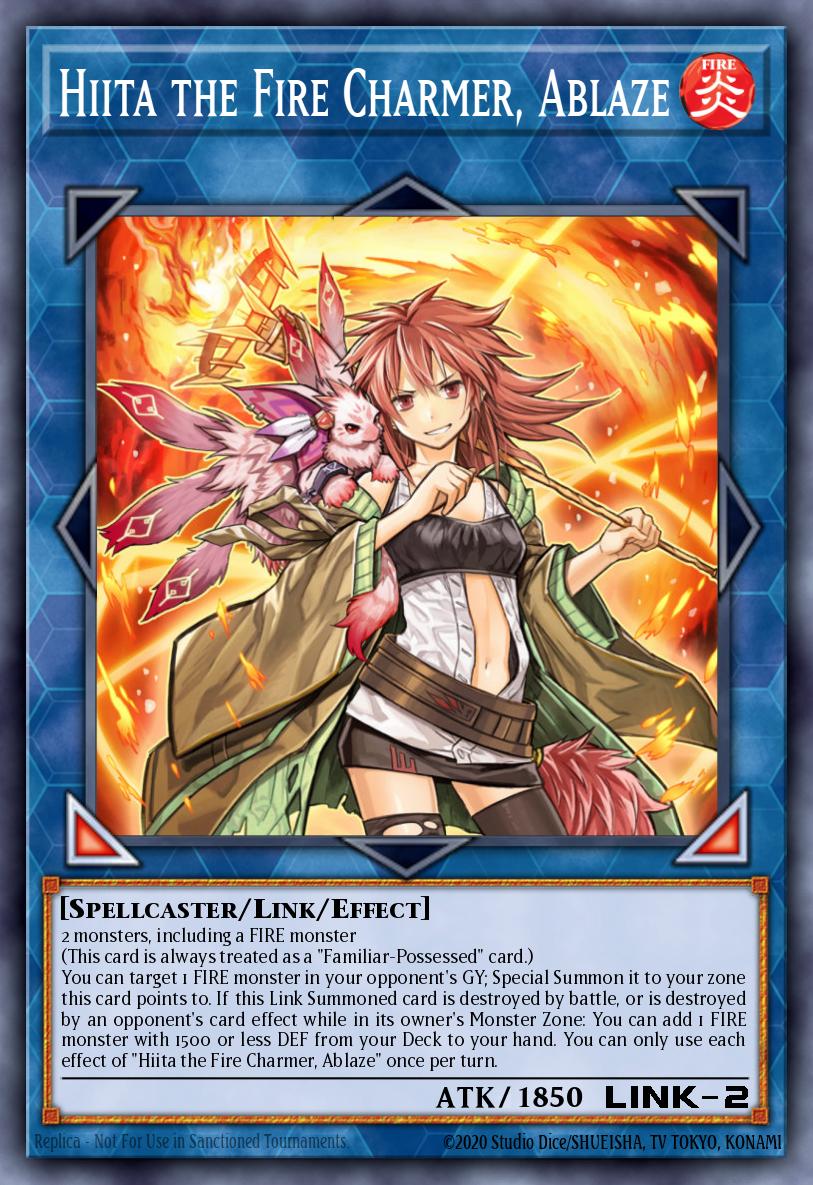 Hiita the Fire Charmer, Ablaze
FIRE
炎
[Spellcaster/Link/Effect]
2 monsters, including a FIRE monster
(This card is always treated as a "Familiar-Possessed" card.)
You can target 1 FIRE monster in your opponent's GY; Special Summon it to your zone
this card points to. If this Link Summoned card is destroyed by battle, or is destroyed
by an opponent's card effect while in its owner's Monster Zone: You can add 1 FIRE
monster with 1500 or less DEF from your Deck to your hand. You can only use each
effect of "Hiita the Fire Charmer, Ablaze" once per turn.
ATK/1850 LINK-2
Replica - Not For Use in Sanctioned Tournaments.
©2020 Studio Dice/SHUEISHA, TV TOKYO, KONAMI